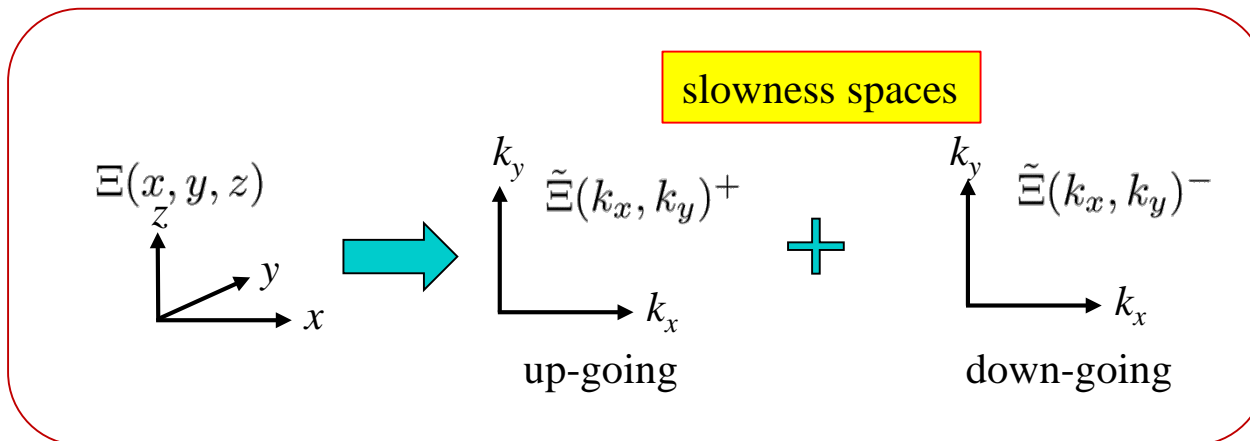 slowness spaces
Ξ(x, y, z)
z
y
x
k_y
Ξ̃(k_x, k_y)^+
k_x
up-going
+
k_y
Ξ̃(k_x, k_y)^−
k_x
down-going